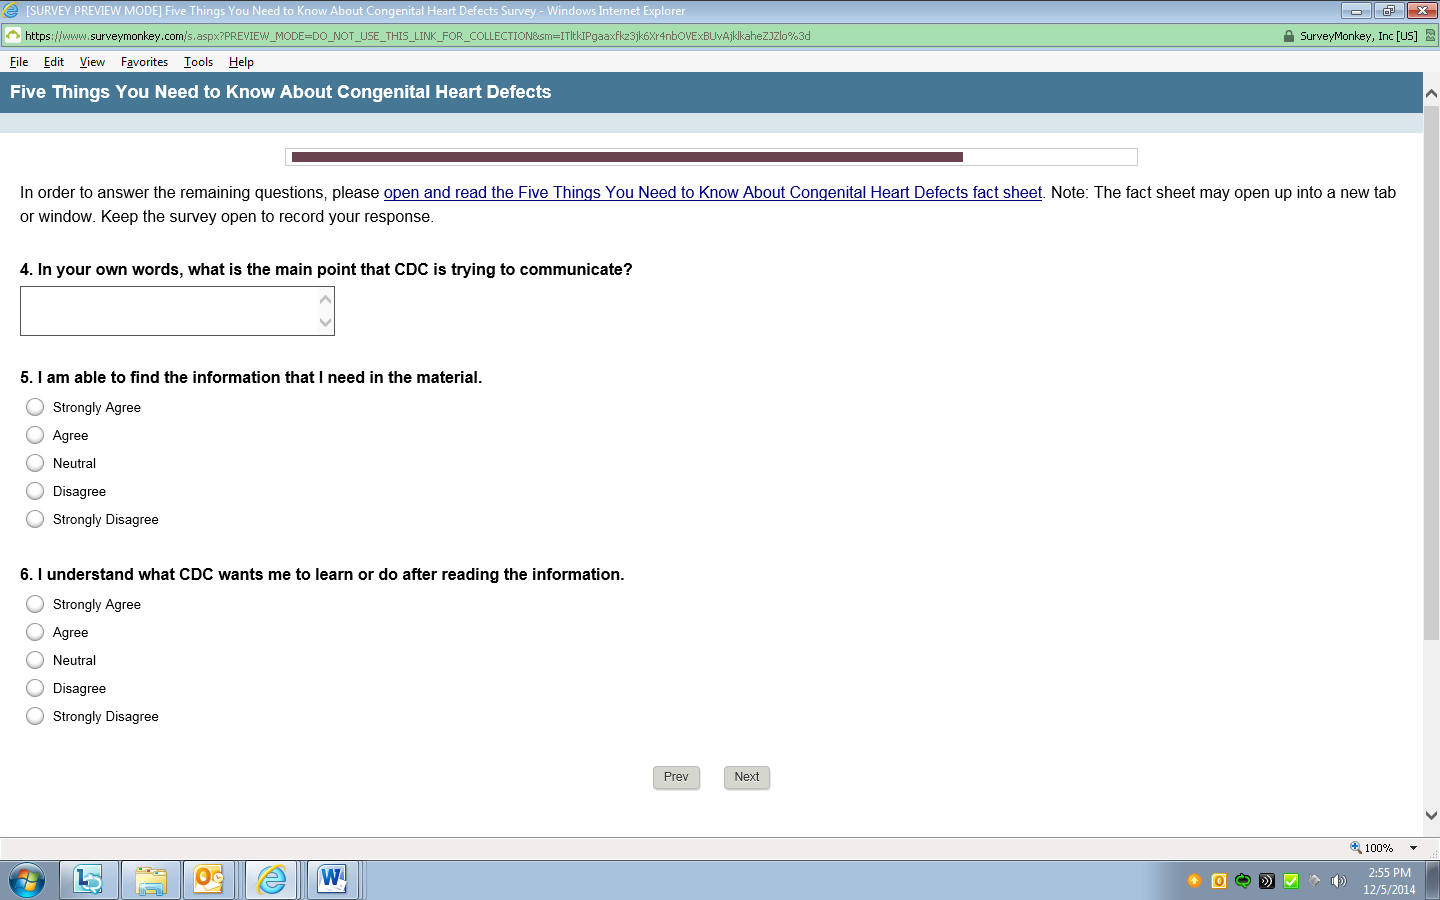 [SURVEY PREVIEW MODE] Five Things You Need to Know About Congenital Heart Defects Survey - Windows Internet Explorer
https://www.surveymonkey.com/s.aspx?PREVIEW_MODE=DO_NOT_USE_THIS_LINK_FOR_COLLECTION&sm=ITltkIPgaaxfkz3jk6Xr4nbOVExBUvAjklkaheZJZlo%3d
SurveyMonkey, Inc [US]
File Edit View Favorites Tools Help
Five Things You Need to Know About Congenital Heart Defects
In order to answer the remaining questions, please open and read the Five Things You Need to Know About Congenital Heart Defects fact sheet. Note: The fact sheet may open up into a new tab
or window. Keep the survey open to record your response.
4. In your own words, what is the main point that CDC is trying to communicate?
5. I am able to find the information that I need in the material.
Strongly Agree
Agree
Neutral
Disagree
Strongly Disagree
6. I understand what CDC wants me to learn or do after reading the information.
Strongly Agree
Agree
Neutral
Disagree
Strongly Disagree
Prev Next
100%
2:55 PM
12/5/2014